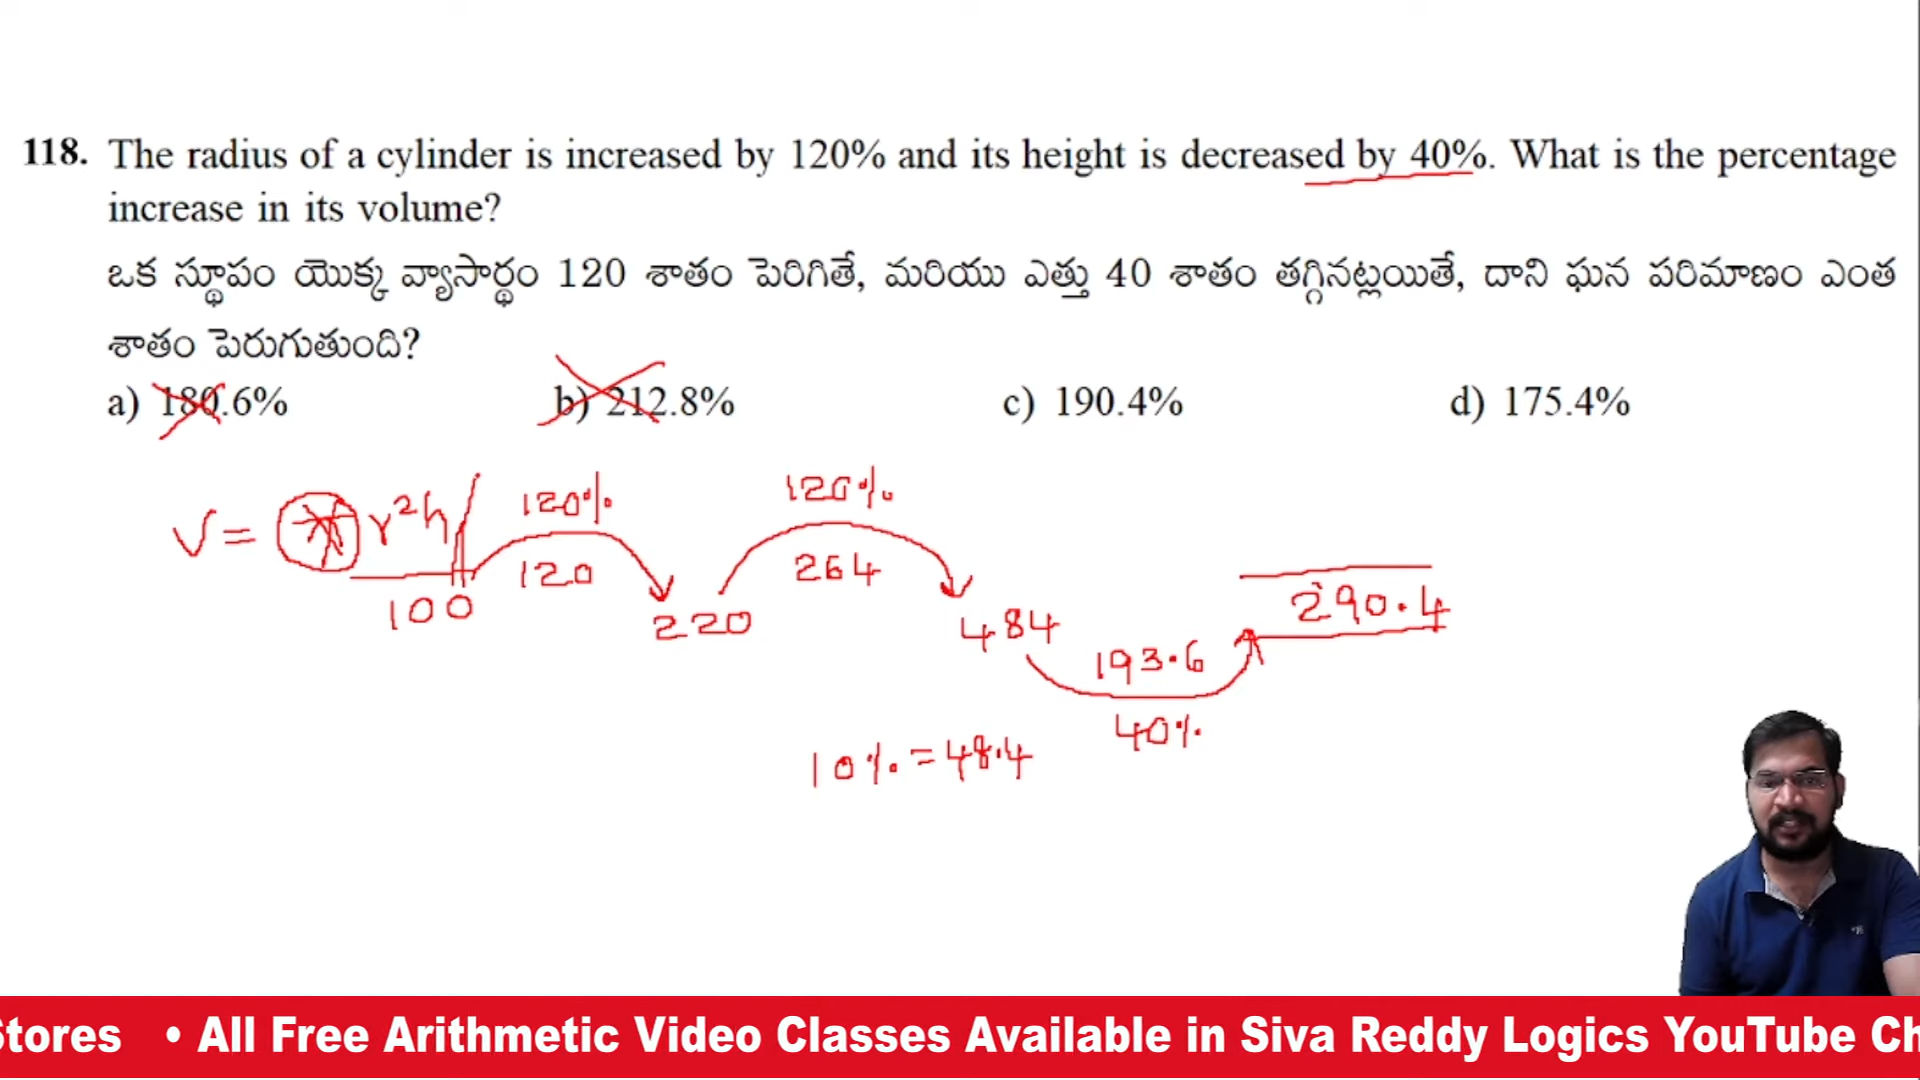 118. The radius of a cylinder is increased by 120% and its height is decreased by 40%. What is the percentage
increase in its volume?
ఒక స్థూపం యొక్క వ్యాసార్థం 120 శాతం పెరిగితే, మరియు ఎత్తు 40 శాతం తగ్గినట్లయితే, దాని ఘన పరిమాణం ఎంత
శాతం పెరుగుతుంది?
a) 180.6% b) 212.8% c) 190.4% d) 175.4%
120% 120%
V = π r²h
120 264
100 220 484 290.4
193.6
40%
10% = 48.4
Stores • All Free Arithmetic Video Classes Available in Siva Reddy Logics YouTube Ch